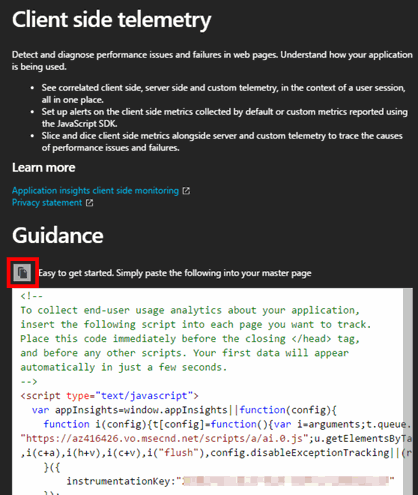 Client side telemetry
Detect and diagnose performance issues and failures in web pages. Understand how your application
is being used.
• See correlated client side, server side and custom telemetry, in the context of a user session,
all in one place.
• Set up alerts on the client side metrics collected by default or custom metrics reported using
the JavaScript SDK.
• Slice and dice client side metrics alongside server and custom telemetry to trace the causes
of performance issues and failures.
Learn more
Application insights client side monitoring
Privacy statement
Guidance
Easy to get started. Simply paste the following into your master page
<!--
To collect end-user usage analytics about your application,
insert the following script into each page you want to track.
Place this code immediately before the closing </head> tag,
and before any other scripts. Your first data will appear
automatically in just a few seconds.
-->
<script type="text/javascript">
var appInsights=window.appInsights||function(config){
function i(config){t[config]=function(){var i=arguments;t.queue.
"https://az416426.vo.msecnd.net/scripts/a/ai.0.js";u.getElementsByTa
,i(c+a),i(h+v),i(c+v),i("flush"),config.disableExceptionTracking||(r
}({
instrumentationKey:"
});